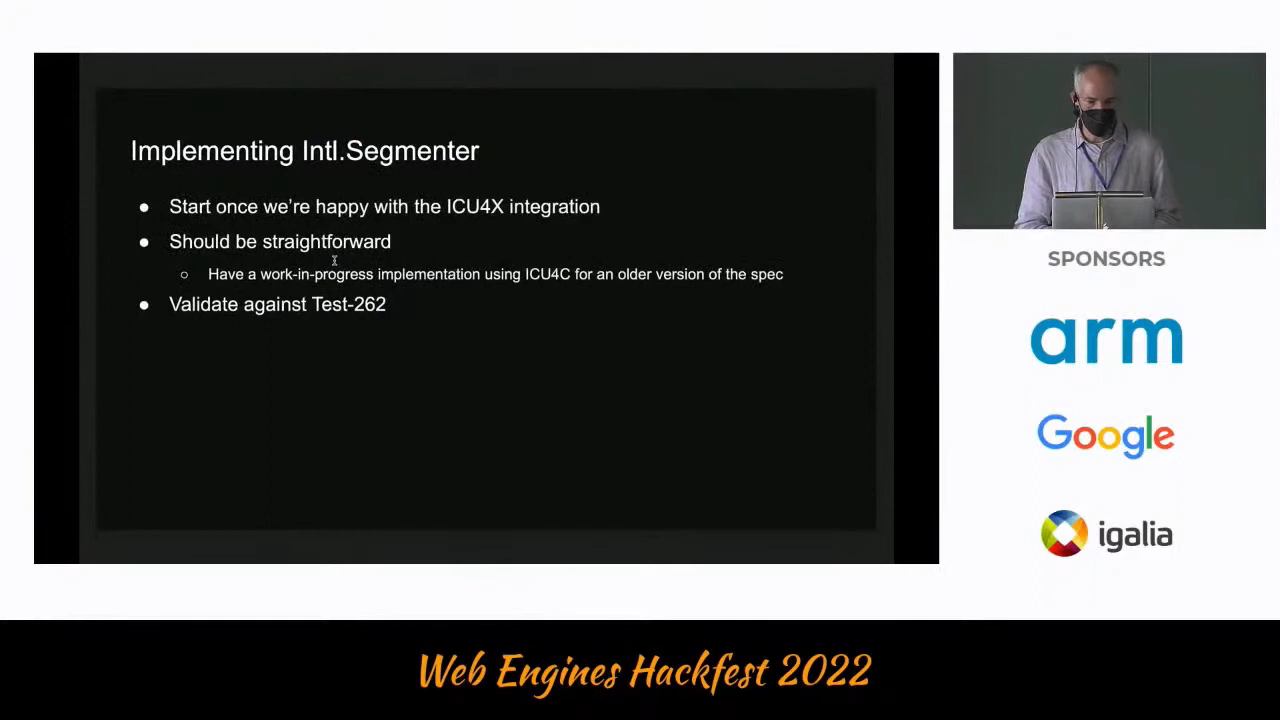 Implementing Intl.Segmenter
● Start once we're happy with the ICU4X integration
● Should be straightforward
○ Have a work-in-progress implementation using ICU4C for an older version of the spec
● Validate against Test-262
SPONSORS
arm
Google
igalia
Web Engines Hackfest 2022